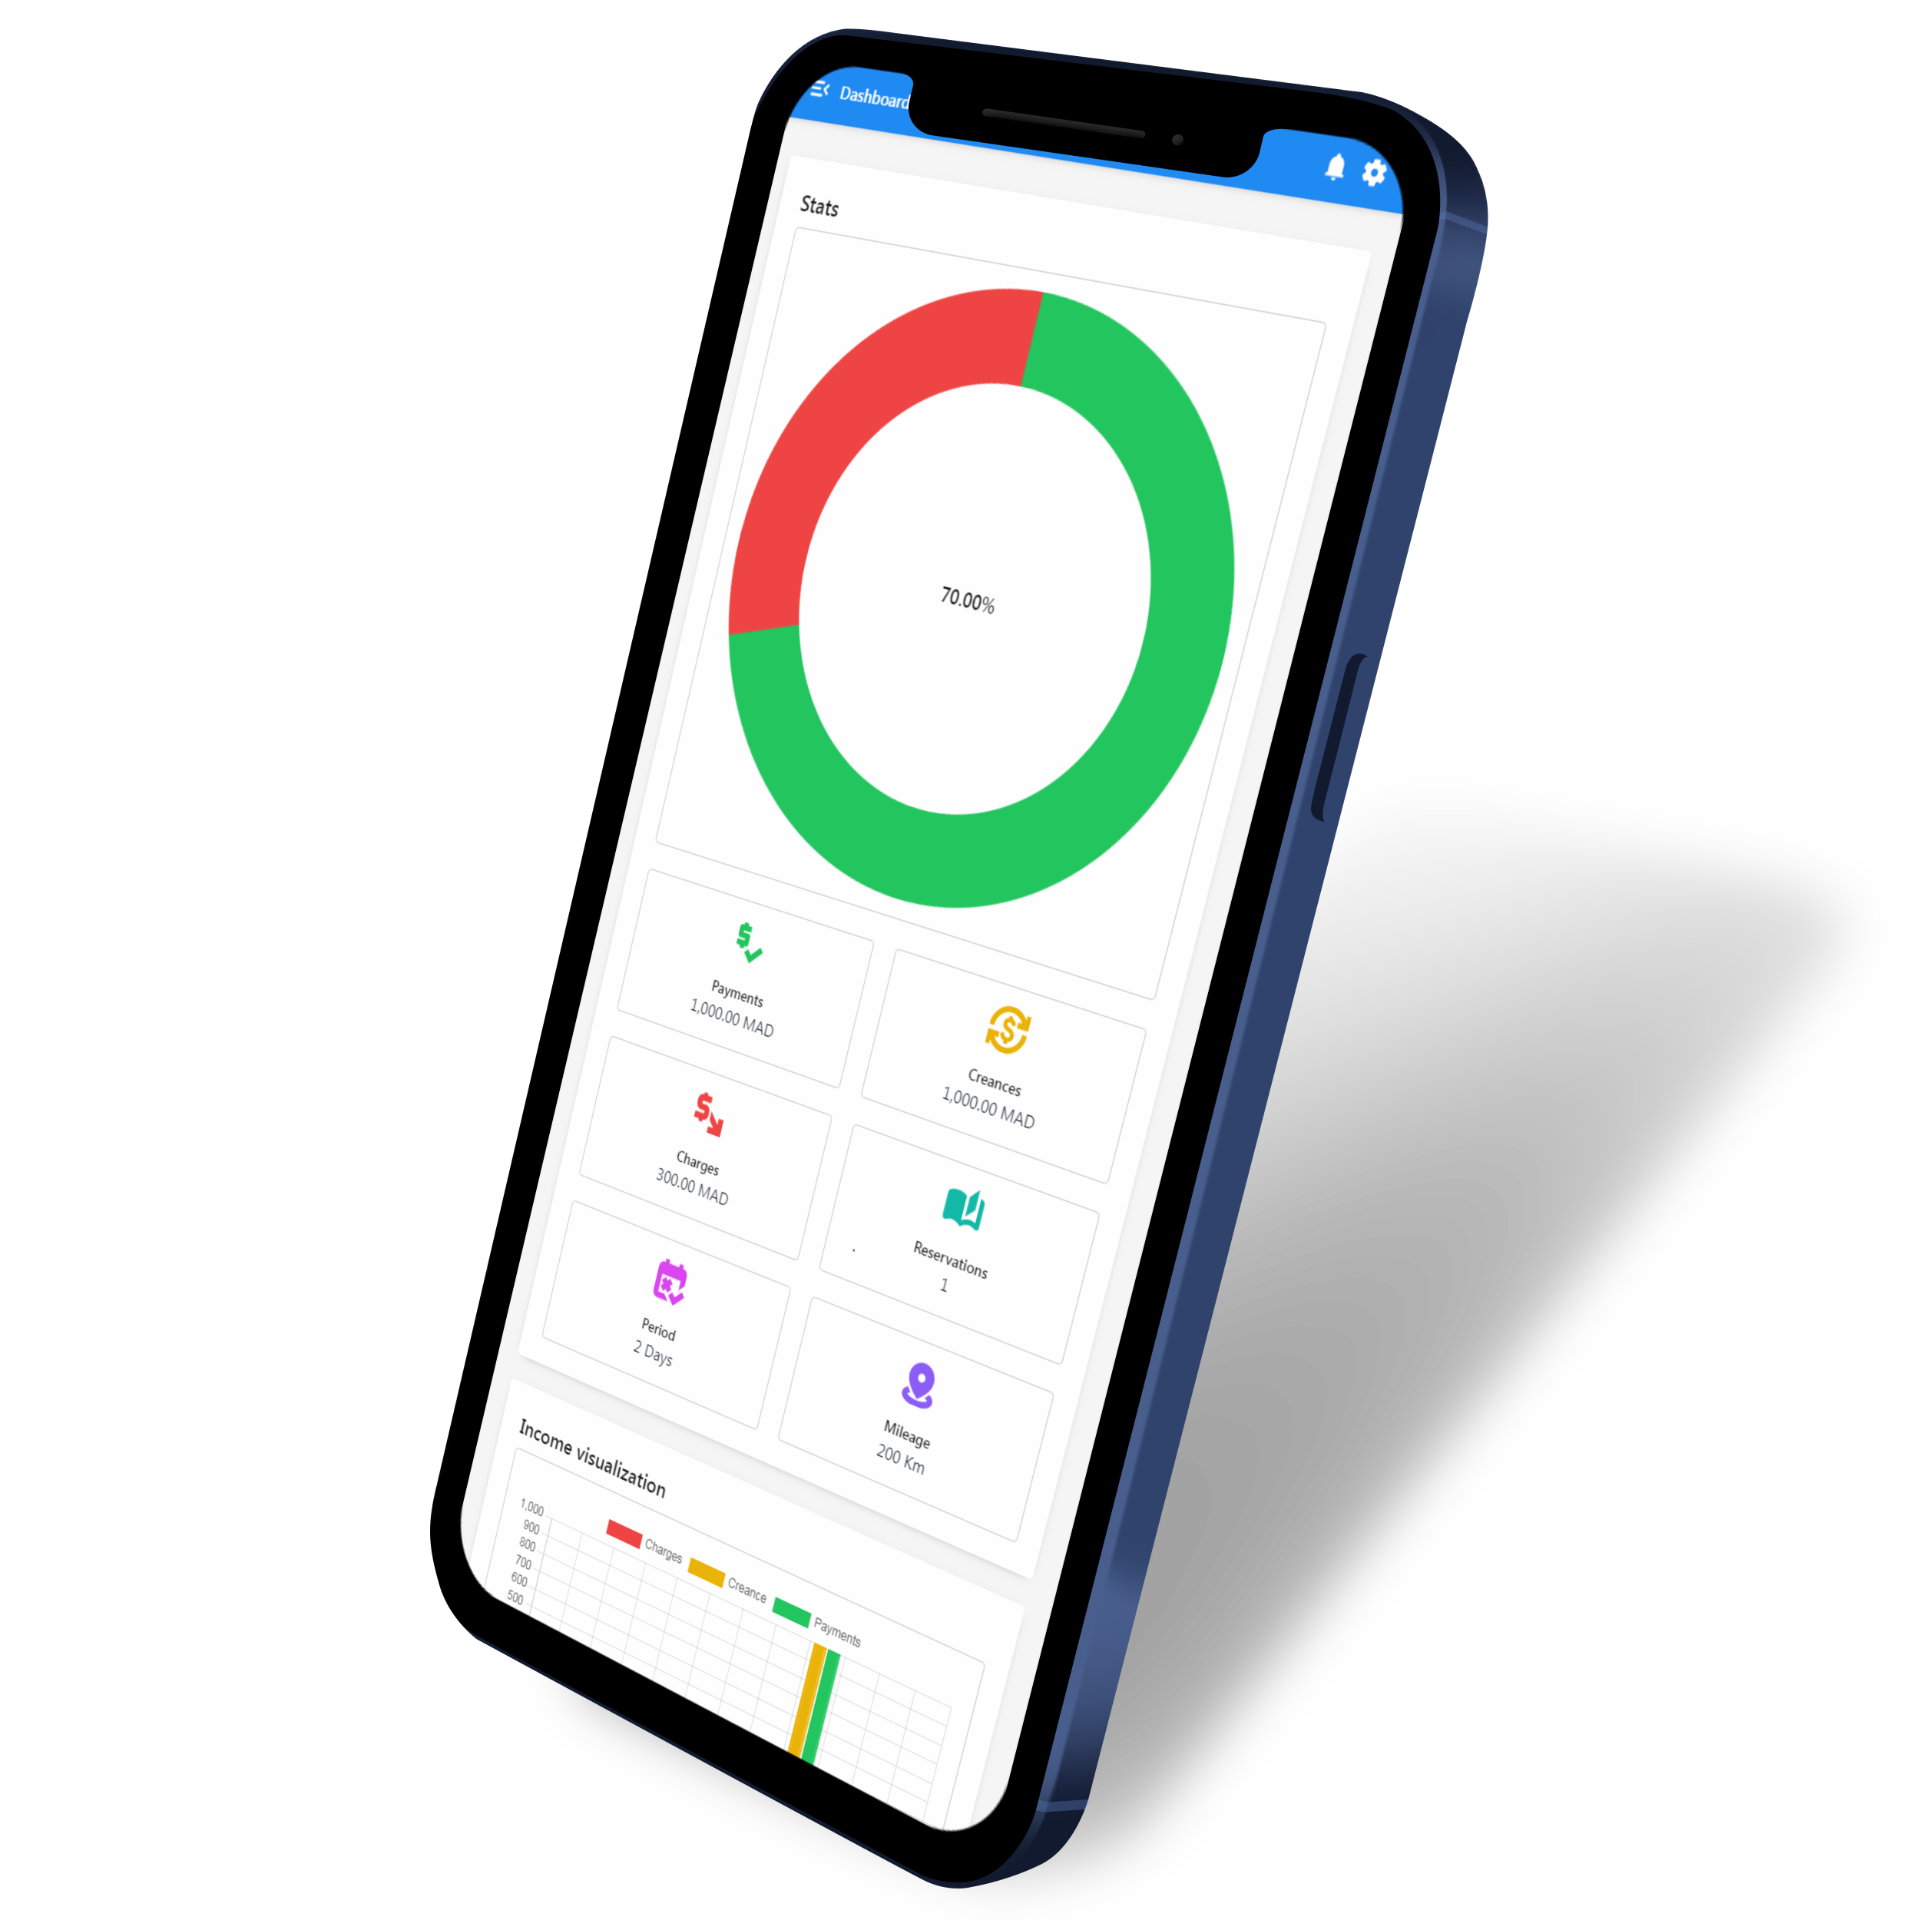 Dashboard
Stats
70.00%
Payments
1,000.00 MAD
Creances
1,000.00 MAD
Charges
300.00 MAD
Reservations
1
Period
2 Days
Mileage
200 Km
Income visualization
Charges
Creance
Payments
1,000
900
800
700
600
500